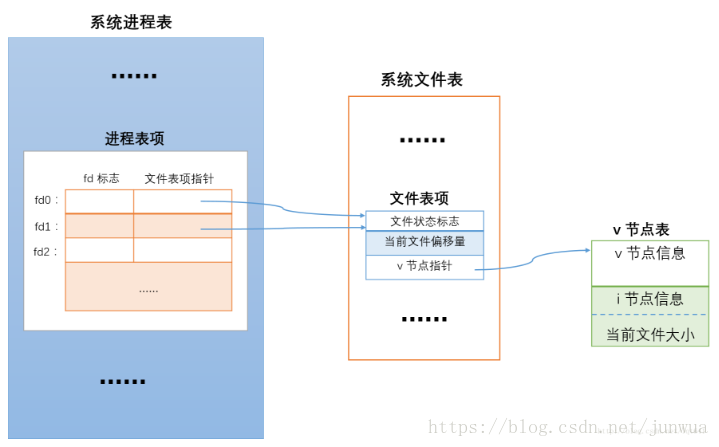 系统进程表
......
进程表项
fd 标志 文件表项指针
fd0：
fd1：
fd2：
......
......
系统文件表
......
文件表项
文件状态标志
当前文件偏移量
v 节点指针
......
v 节点表
v 节点信息
i 节点信息
当前文件大小
https://blog.csdn.net/junwua